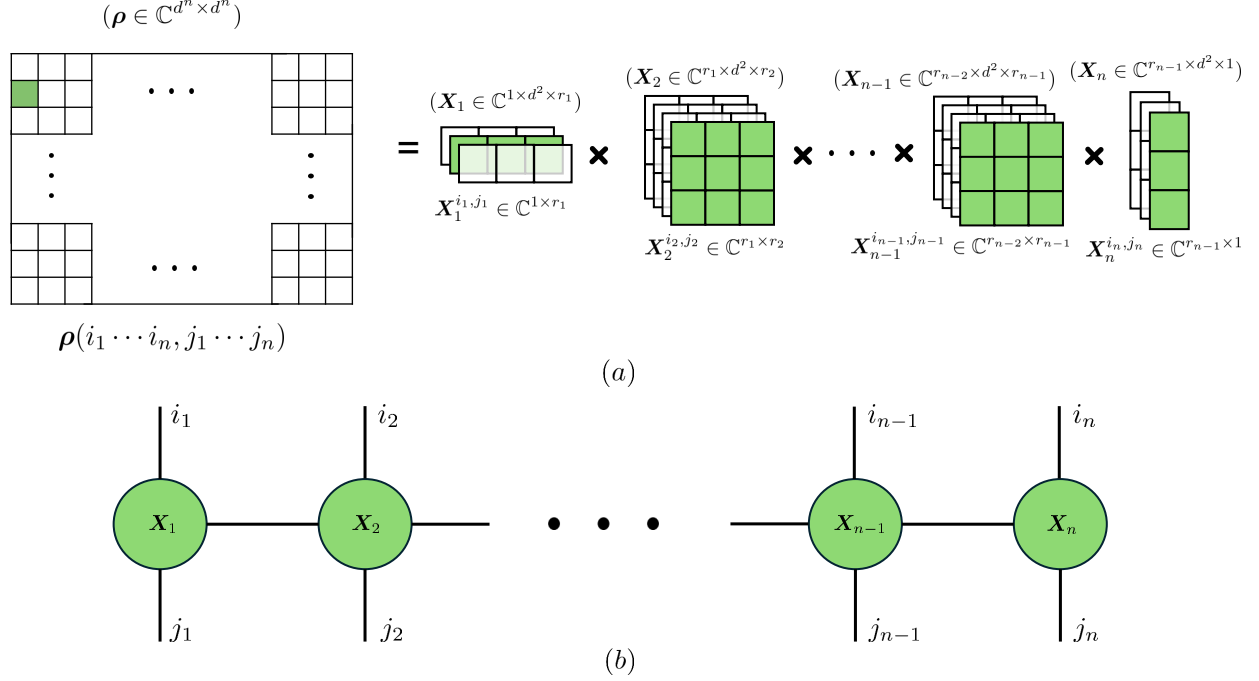 (ρ ∈ ℂ^{d^n × d^n})
(X_1 ∈ ℂ^{1×d^2×r_1})
(X_2 ∈ ℂ^{r_1×d^2×r_2})
(X_{n−1} ∈ ℂ^{r_{n−2}×d^2×r_{n−1}})
(X_n ∈ ℂ^{r_{n−1}×d^2×1})
= × × · · · × ×
X_1^{i_1,j_1} ∈ ℂ^{1×r_1}
X_2^{i_2,j_2} ∈ ℂ^{r_1×r_2}
X_{n−1}^{i_{n−1},j_{n−1}} ∈ ℂ^{r_{n−2}×r_{n−1}}
X_n^{i_n,j_n} ∈ ℂ^{r_{n−1}×1}
ρ(i_1 · · · i_n, j_1 · · · j_n)
(a)
i_1 i_2 i_{n−1} i_n
X_1 X_2 · · · X_{n−1} X_n
j_1 j_2 j_{n−1} j_n
(b)